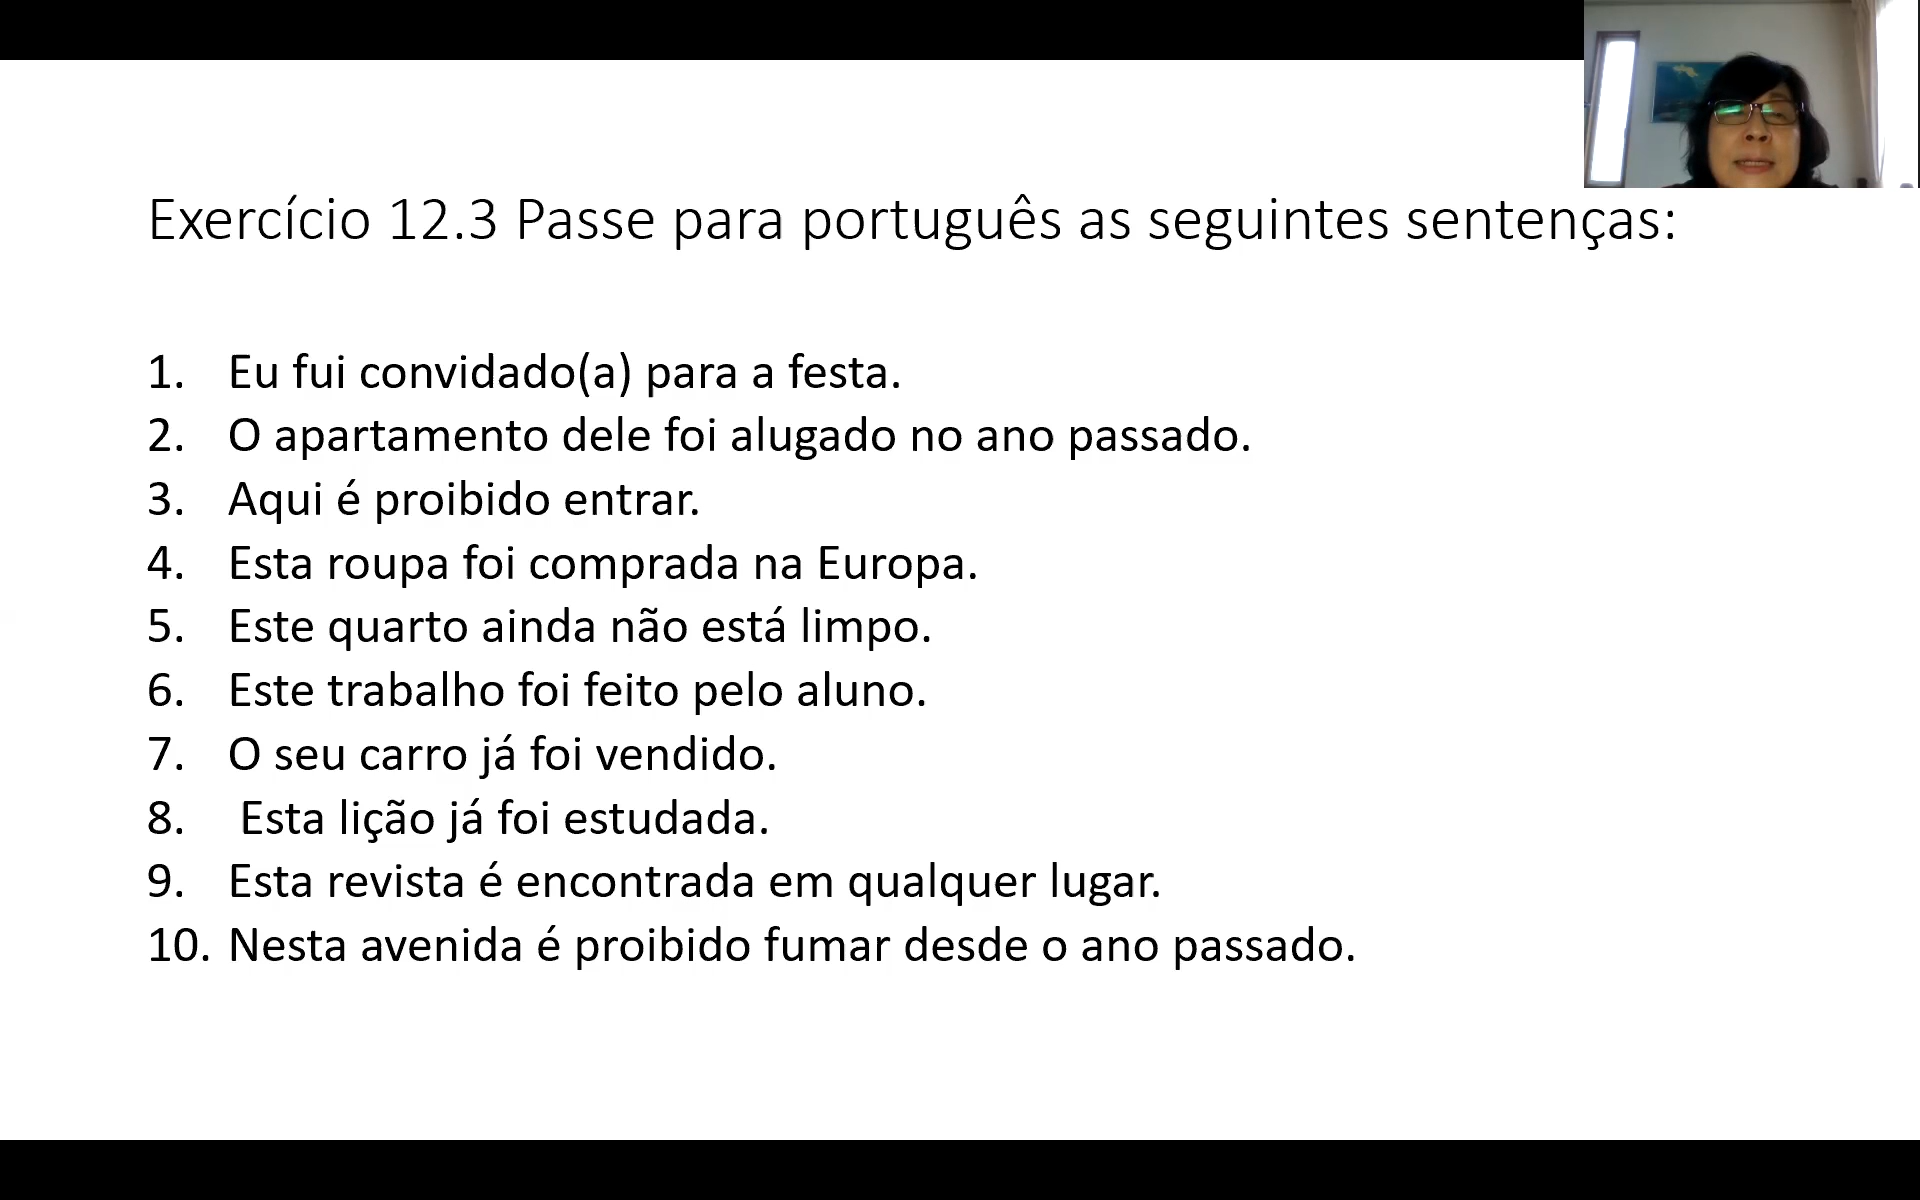 Exercício 12.3 Passe para português as seguintes sentenças:
1. Eu fui convidado(a) para a festa.
2. O apartamento dele foi alugado no ano passado.
3. Aqui é proibido entrar.
4. Esta roupa foi comprada na Europa.
5. Este quarto ainda não está limpo.
6. Este trabalho foi feito pelo aluno.
7. O seu carro já foi vendido.
8. Esta lição já foi estudada.
9. Esta revista é encontrada em qualquer lugar.
10. Nesta avenida é proibido fumar desde o ano passado.